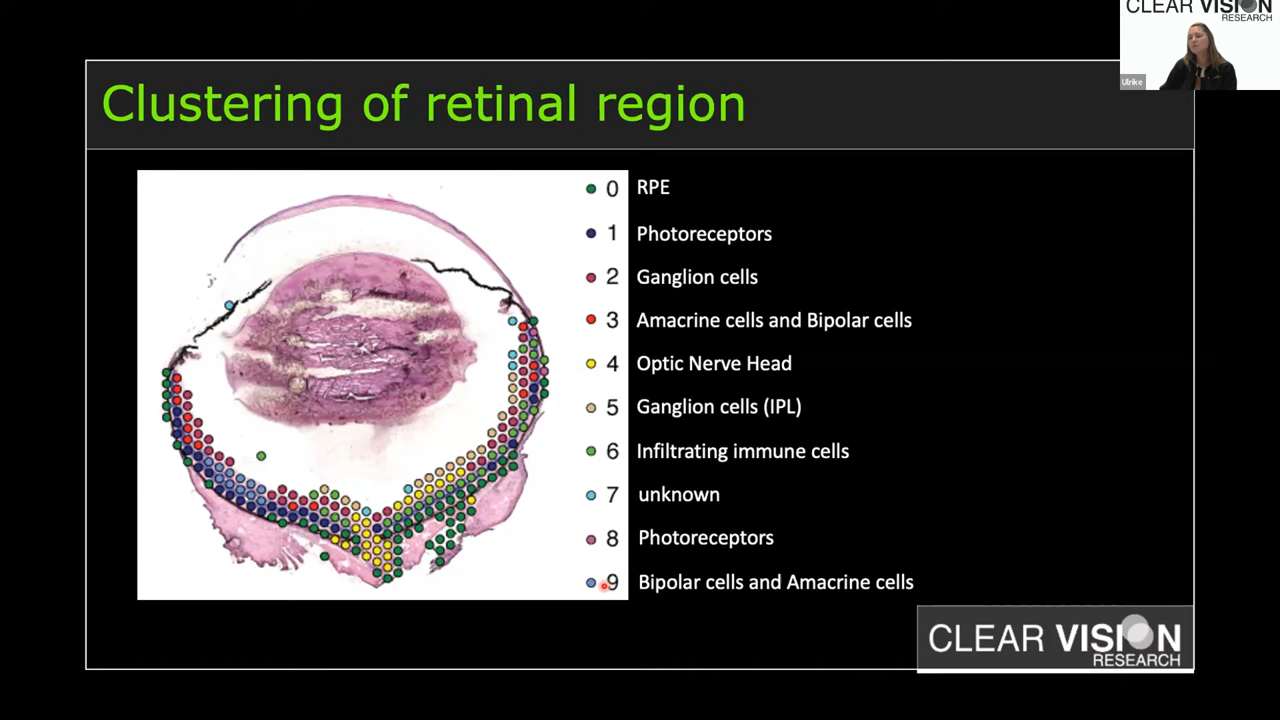 CLEAR VISION
RESEARCH
Ulrike
Clustering of retinal region
0 RPE
1 Photoreceptors
2 Ganglion cells
3 Amacrine cells and Bipolar cells
4 Optic Nerve Head
5 Ganglion cells (IPL)
6 Infiltrating immune cells
7 unknown
8 Photoreceptors
9 Bipolar cells and Amacrine cells
CLEAR VISION
RESEARCH